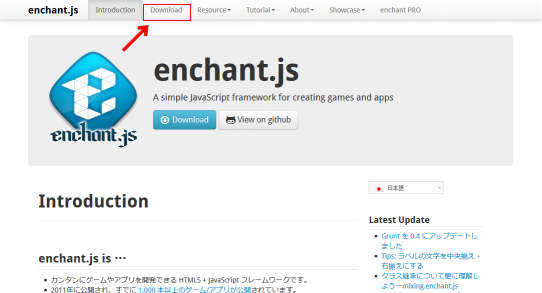 enchant.js Introduction Download Resource Tutorial About Showcase enchant PRO
enchant.js
A simple JavaScript framework for creating games and apps
Download View on github
enchant.js
日本語
Introduction
Latest Update
Grunt を 0.4 にアップデートし
ました
Tips: ラベルの文字を中央揃え・
右揃えにする
クラス継承について更に理解し
ようーmixing.enchant.js
enchant.js is …
カンタンにゲームやアプリを開発できる HTML5 + JavaScript フレームワークです。
2011年に公開され、すでに 1,000 本以上のゲーム/アプリが公開されています。